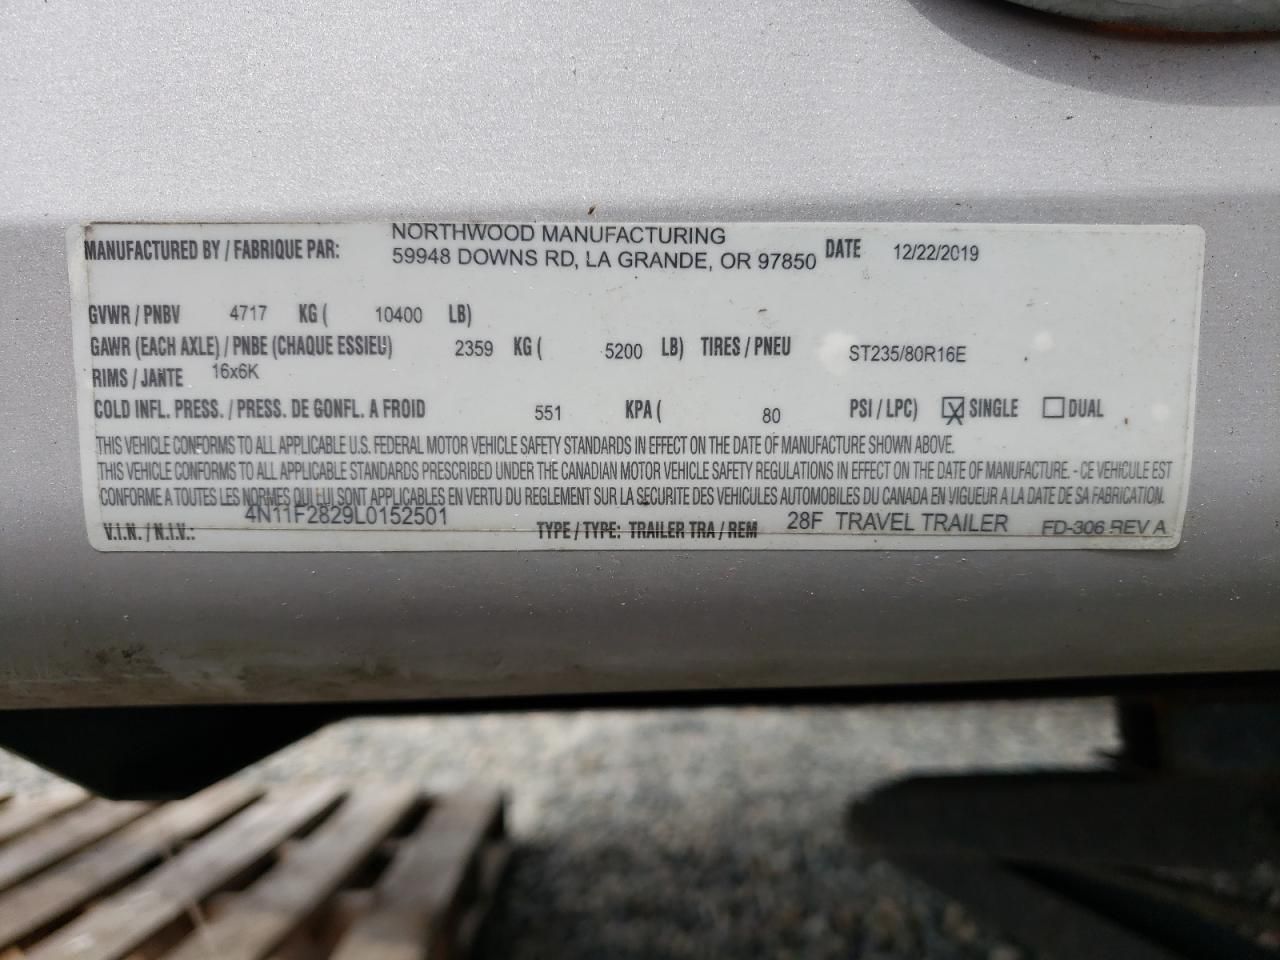 MANUFACTURED BY / FABRIQUE PAR: NORTHWOOD MANUFACTURING
59948 DOWNS RD, LA GRANDE, OR 97850 DATE 12/22/2019
GVWR / PNBV 4717 KG ( 10400 LB)
GAWR (EACH AXLE) / PNBE (CHAQUE ESSIEU) 2359 KG ( 5200 LB) TIRES / PNEU ST235/80R16E
RIMS / JANTE 16x6K
COLD INFL. PRESS. / PRESS. DE GONFL. A FROID 551 KPA ( 80 PSI / LPC) SINGLE DUAL
THIS VEHICLE CONFORMS TO ALL APPLICABLE U.S. FEDERAL MOTOR VEHICLE SAFETY STANDARDS IN EFFECT ON THE DATE OF MANUFACTURE SHOWN ABOVE.
THIS VEHICLE CONFORMS TO ALL APPLICABLE STANDARDS PRESCRIBED UNDER THE CANADIAN MOTOR VEHICLE SAFETY REGULATIONS IN EFFECT ON THE DATE OF MANUFACTURE. - CE VEHICULE EST
CONFORME A TOUTES LES NORMES QUI LUI SONT APPLICABLES EN VERTU DU REGLEMENT SUR LA SECURITE DES VEHICULES AUTOMOBILES DU CANADA EN VIGUEUR A LA DATE DE SA FABRICATION.
V.I.N. / N.I.V.: 4N11F2829L0152501 TYPE / TYPE: TRAILER TRA / REM 28F TRAVEL TRAILER FD-306 REV A